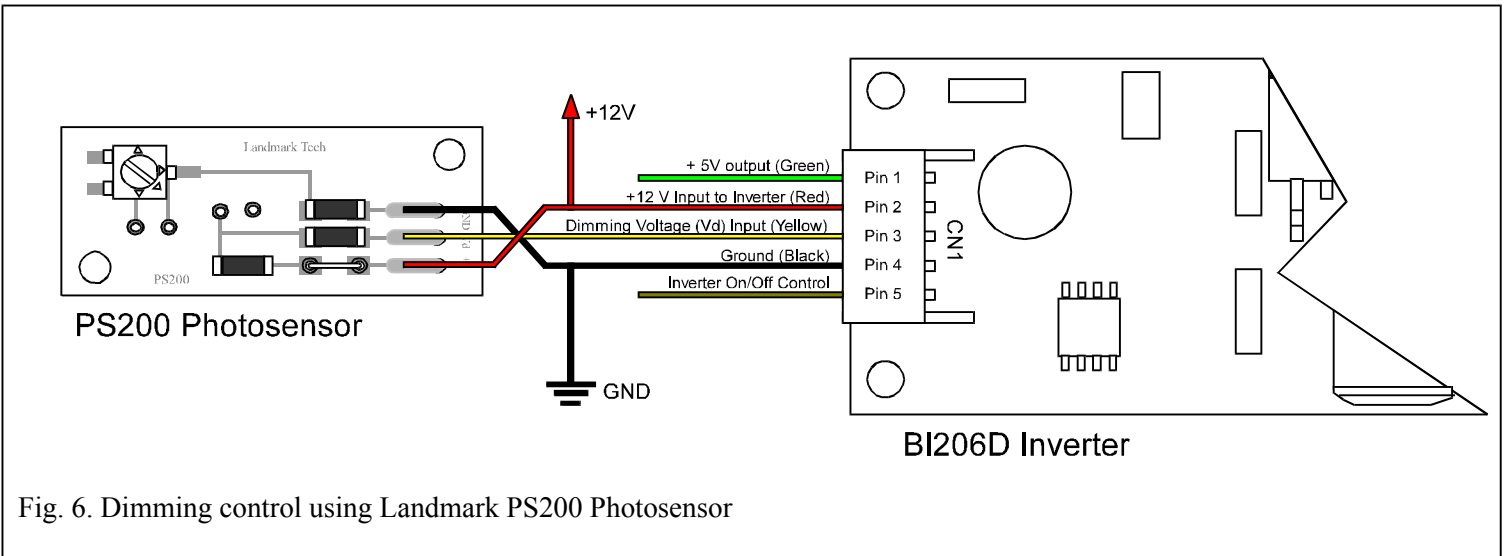 Landmark Tech
PS200
PS200 Photosensor
+12V
GND
+ 5V output (Green)
+12 V Input to Inverter (Red)
Dimming Voltage (Vd) Input (Yellow)
Ground (Black)
Inverter On/Off Control
Pin 1
Pin 2
Pin 3
Pin 4
Pin 5
CN1
BI206D Inverter
Fig. 6. Dimming control using Landmark PS200 Photosensor